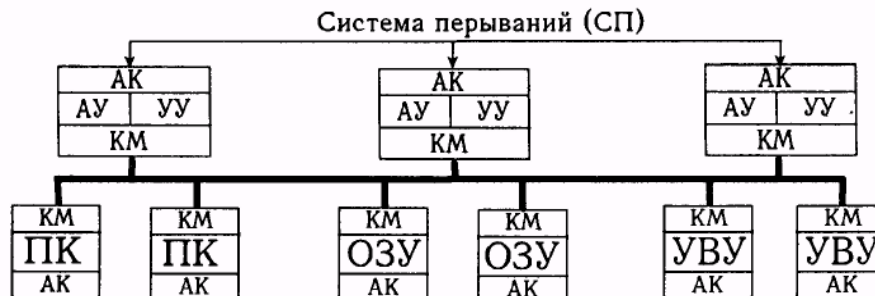 Система перываний (СП)
АК АК АК
АУ УУ АУ УУ АУ УУ
КМ КМ КМ
КМ КМ КМ КМ КМ КМ
ПК ПК ОЗУ ОЗУ УВУ УВУ
АК АК АК АК АК АК